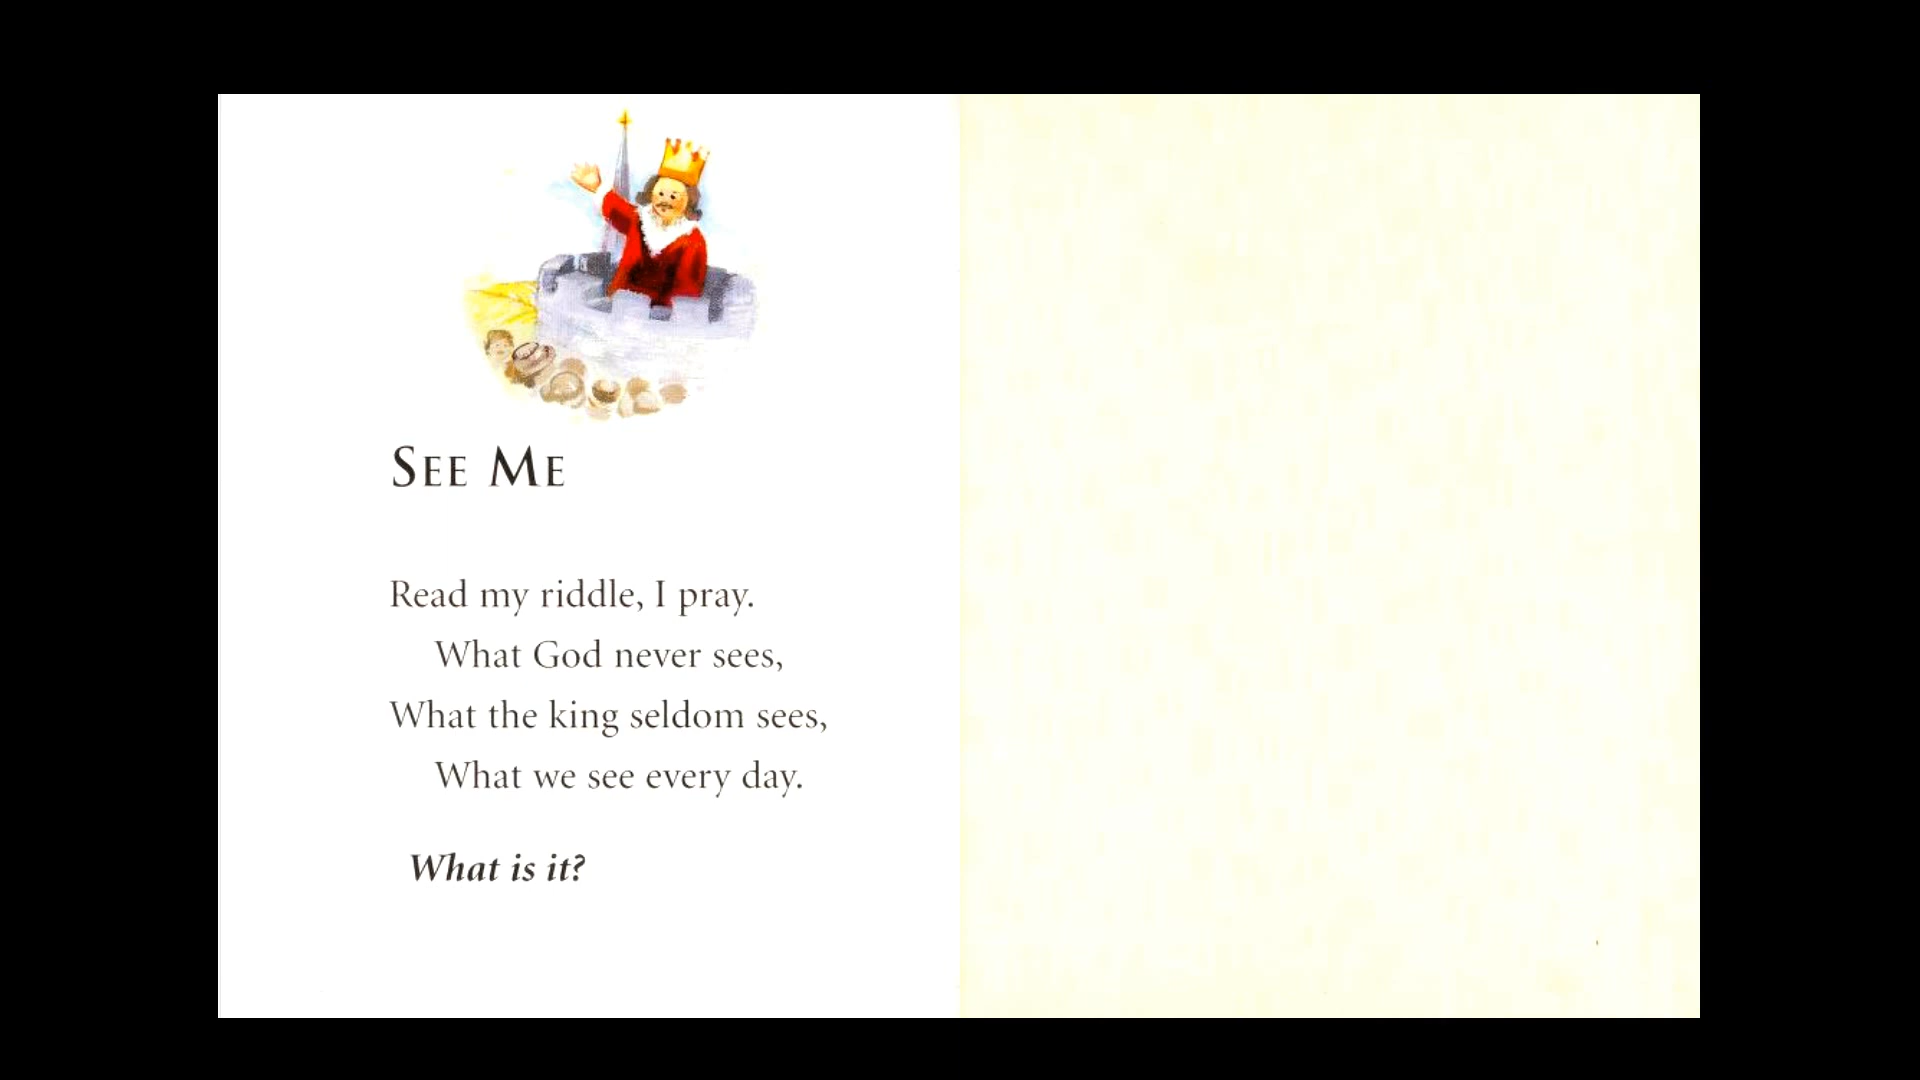 SEE ME
Read my riddle, I pray.
What God never sees,
What the king seldom sees,
What we see every day.
What is it?